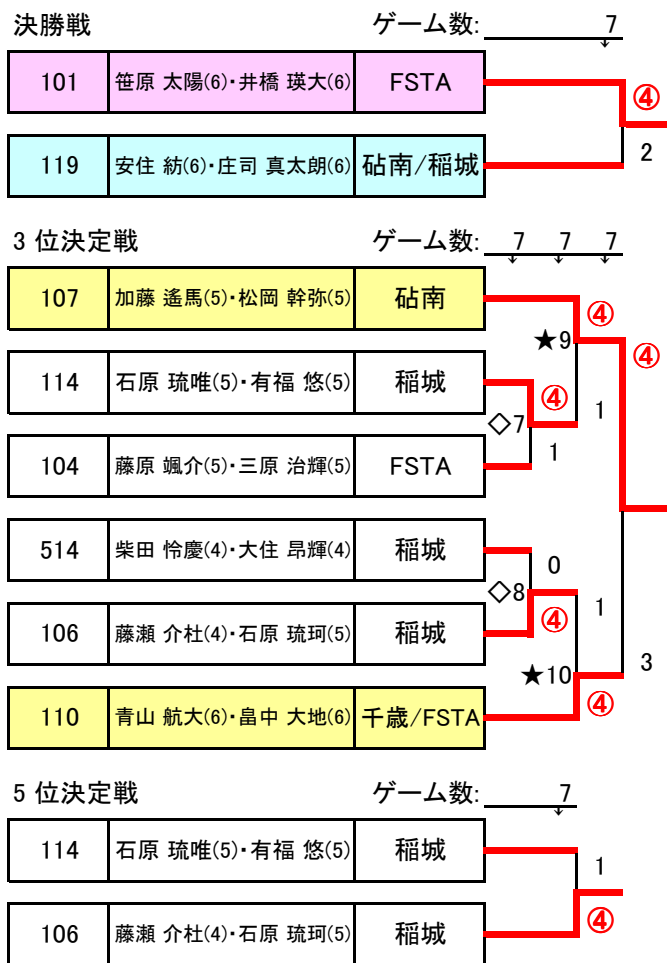 決勝戦 ゲーム数: 7
101 笹原 太陽(6)・井橋 瑛大(6) FSTA
④
2
119 安住 紡(6)・庄司 真太朗(6) 砧南/稲城
3 位決定戦 ゲーム数: 7 7 7
107 加藤 遙馬(5)・松岡 幹弥(5) 砧南
④
★9
④
114 石原 琉唯(5)・有福 悠(5) 稲城
④
1
◇7
1
104 藤原 颯介(5)・三原 治輝(5) FSTA
514 柴田 怜慶(4)・大住 昂輝(4) 稲城
0
◇8
1
④
106 藤瀬 介杜(4)・石原 琉珂(5) 稲城
3
★10
④
110 青山 航大(6)・畠中 大地(6) 千歳/FSTA
5 位決定戦 ゲーム数: 7
114 石原 琉唯(5)・有福 悠(5) 稲城
1
④
106 藤瀬 介杜(4)・石原 琉珂(5) 稲城